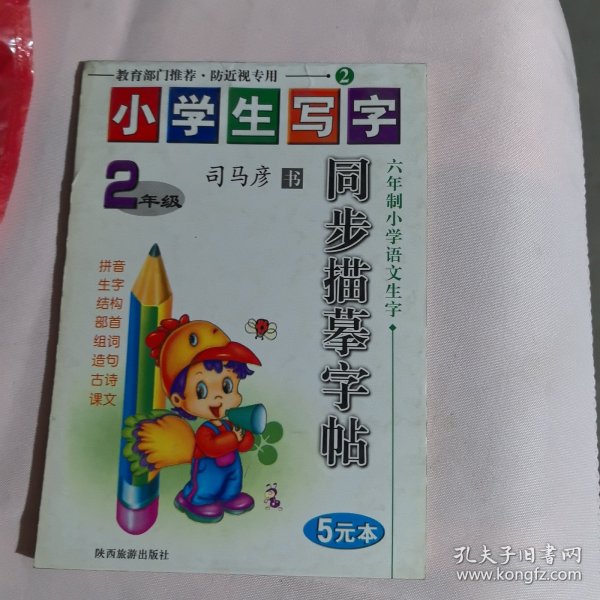 教育部门推荐·防近视专用
2
小学生写字
2年级
司马彦 书
同步描摹字帖
六年制小学语文生字
拼音
生字
结构
部首
组词
造句
古诗
课文
5元本
陕西旅游出版社
孔夫子旧书网
www.kongfz.com